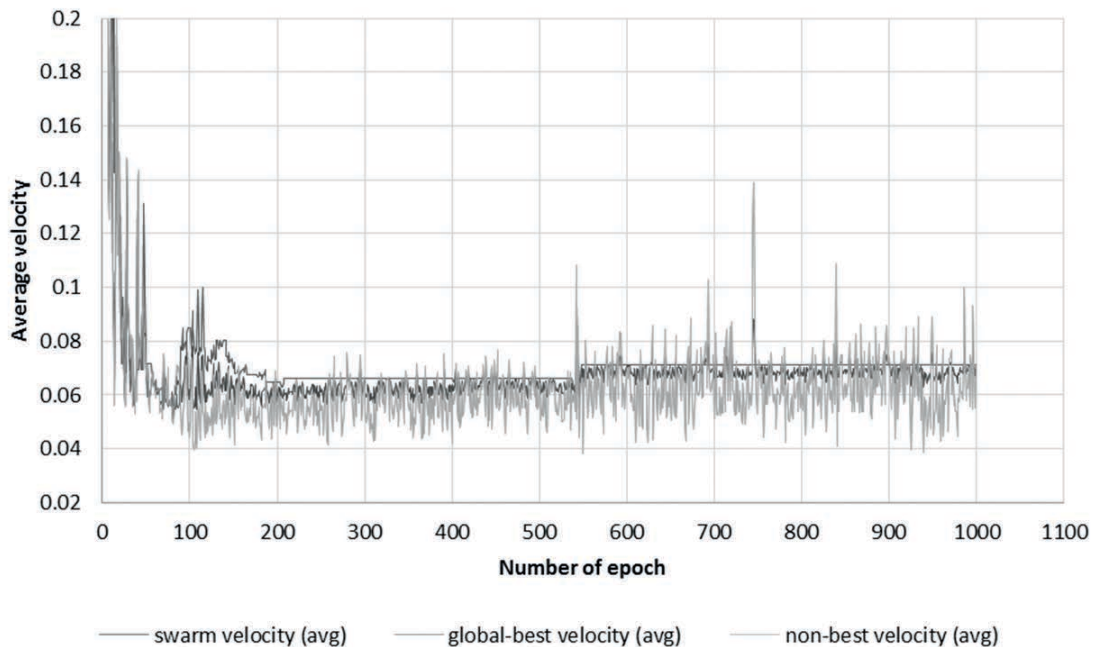 0.2
0.18
0.16
0.14
0.12
0.1
0.08
0.06
0.04
0.02
Average velocity
0 100 200 300 400 500 600 700 800 900 1000 1100
Number of epoch
swarm velocity (avg) global-best velocity (avg) non-best velocity (avg)